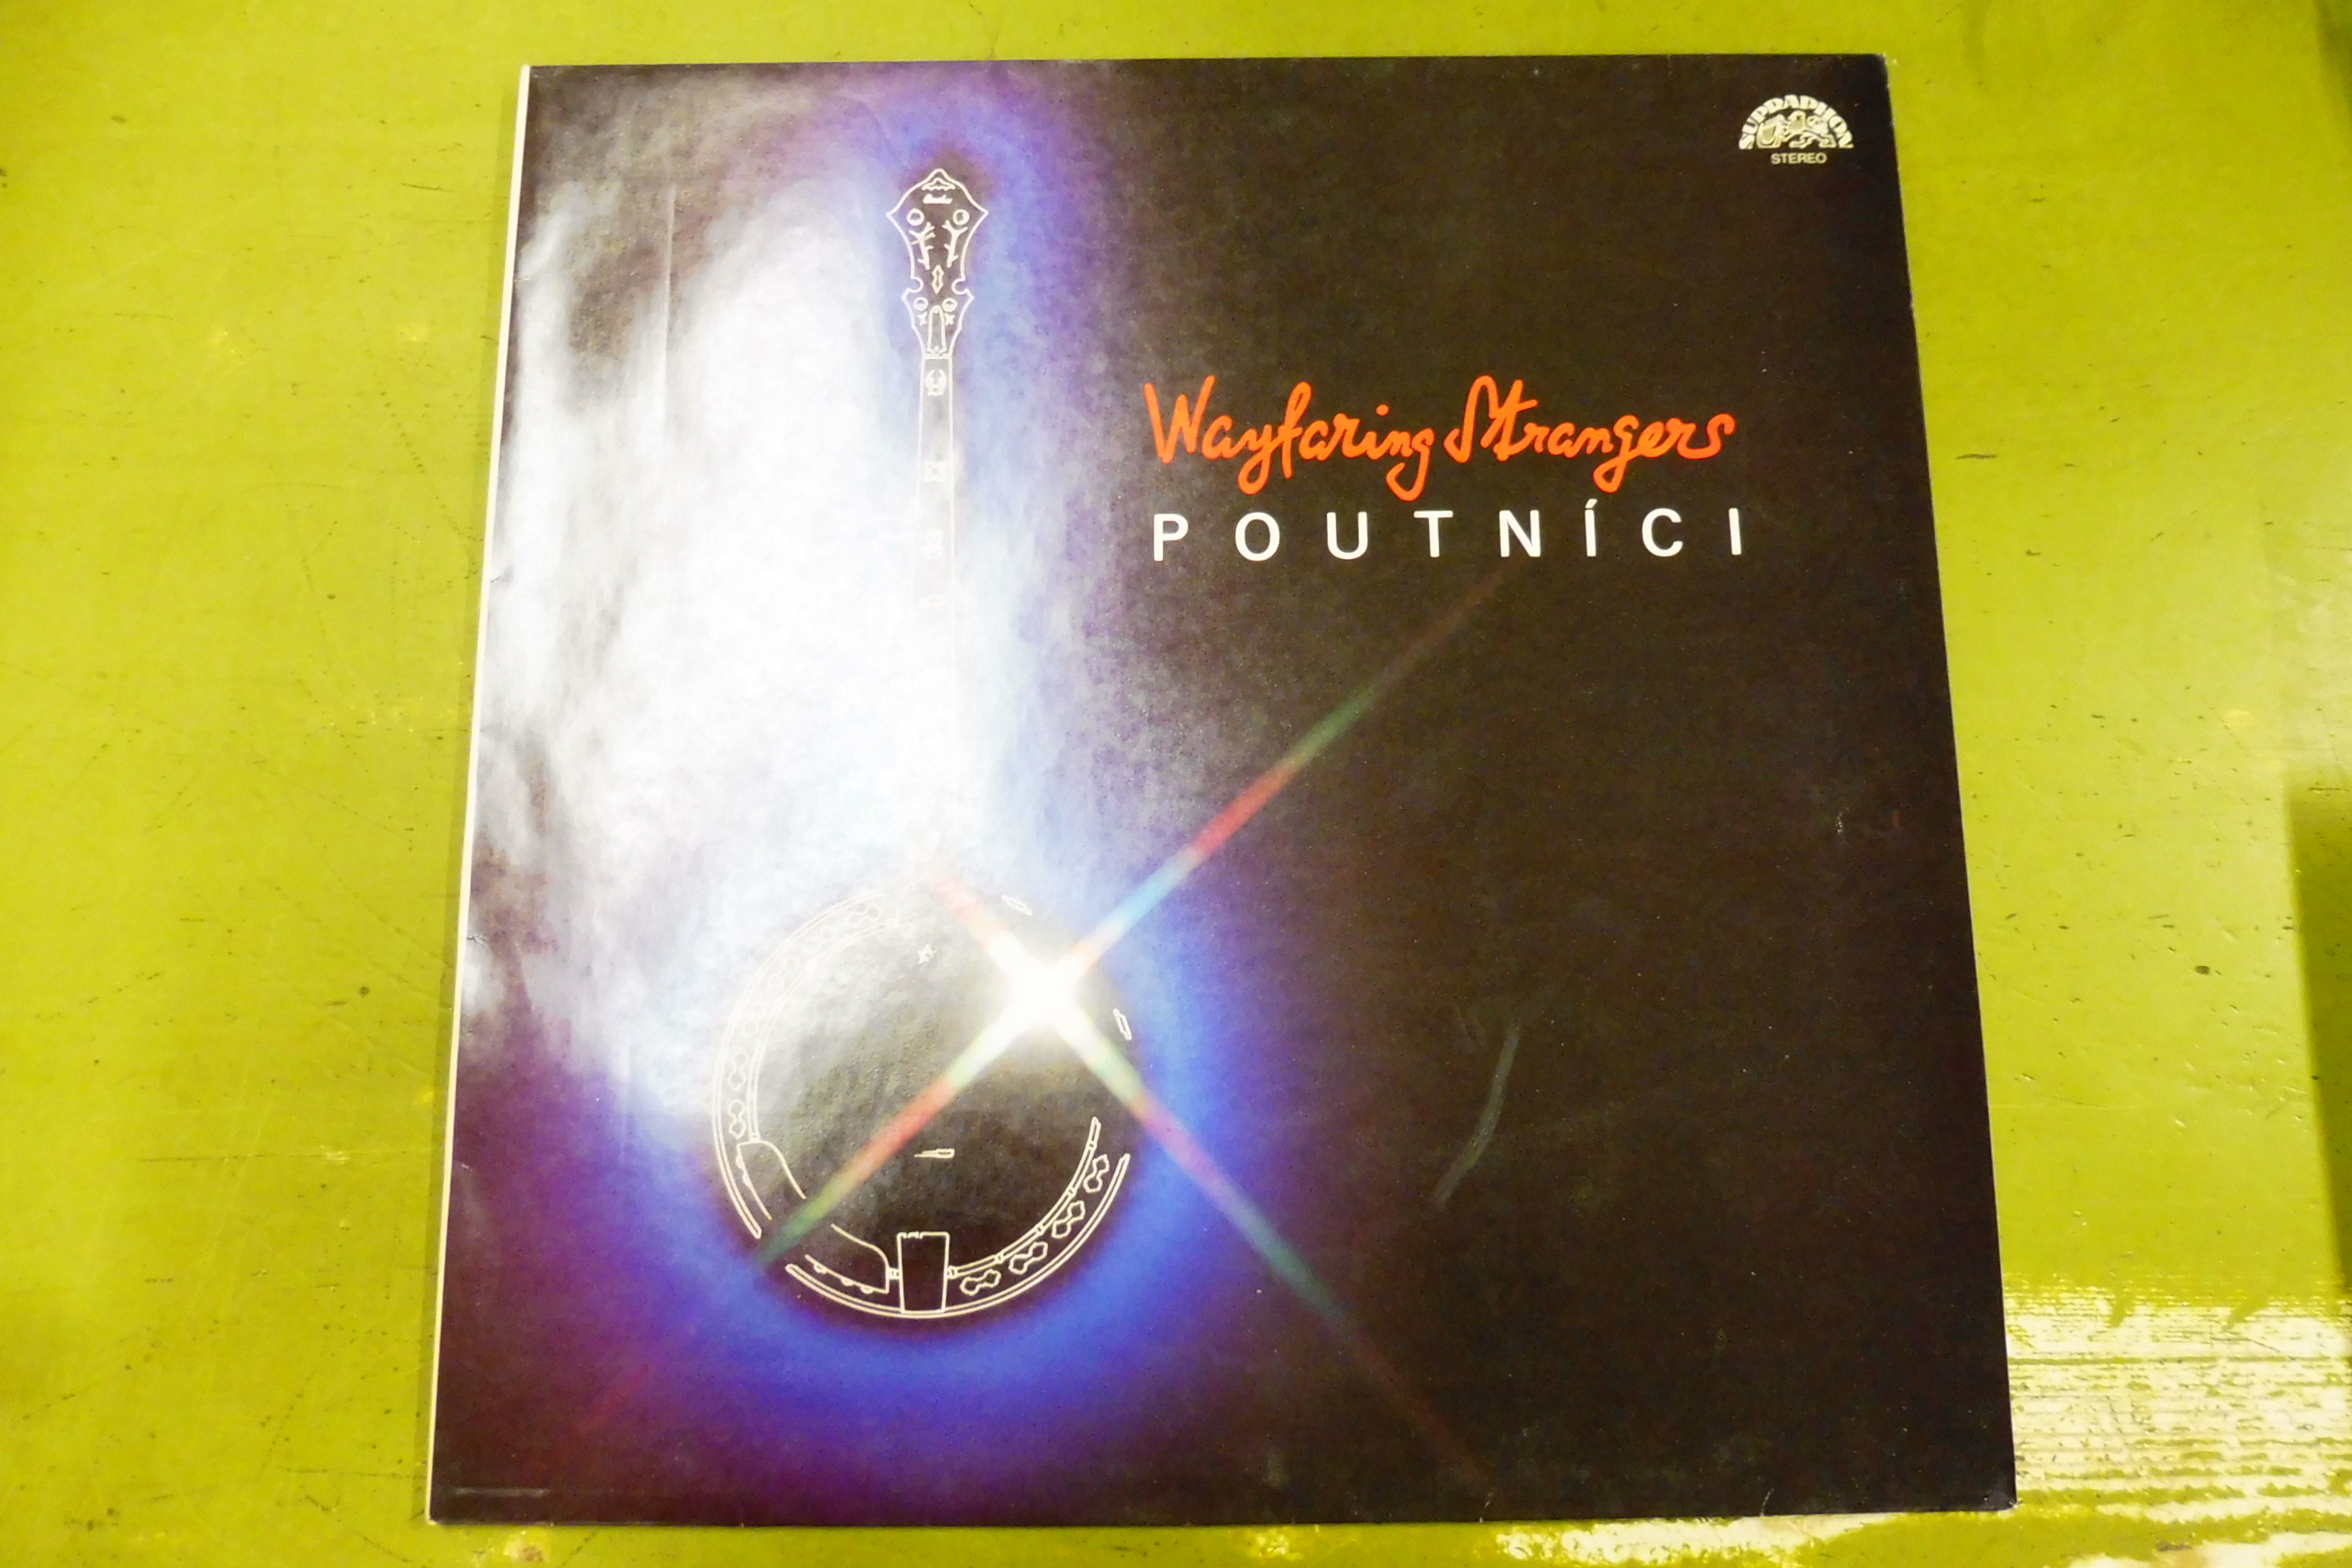 SUPRAPHON
STEREO
Wayfaring Strangers
POUTNÍCI